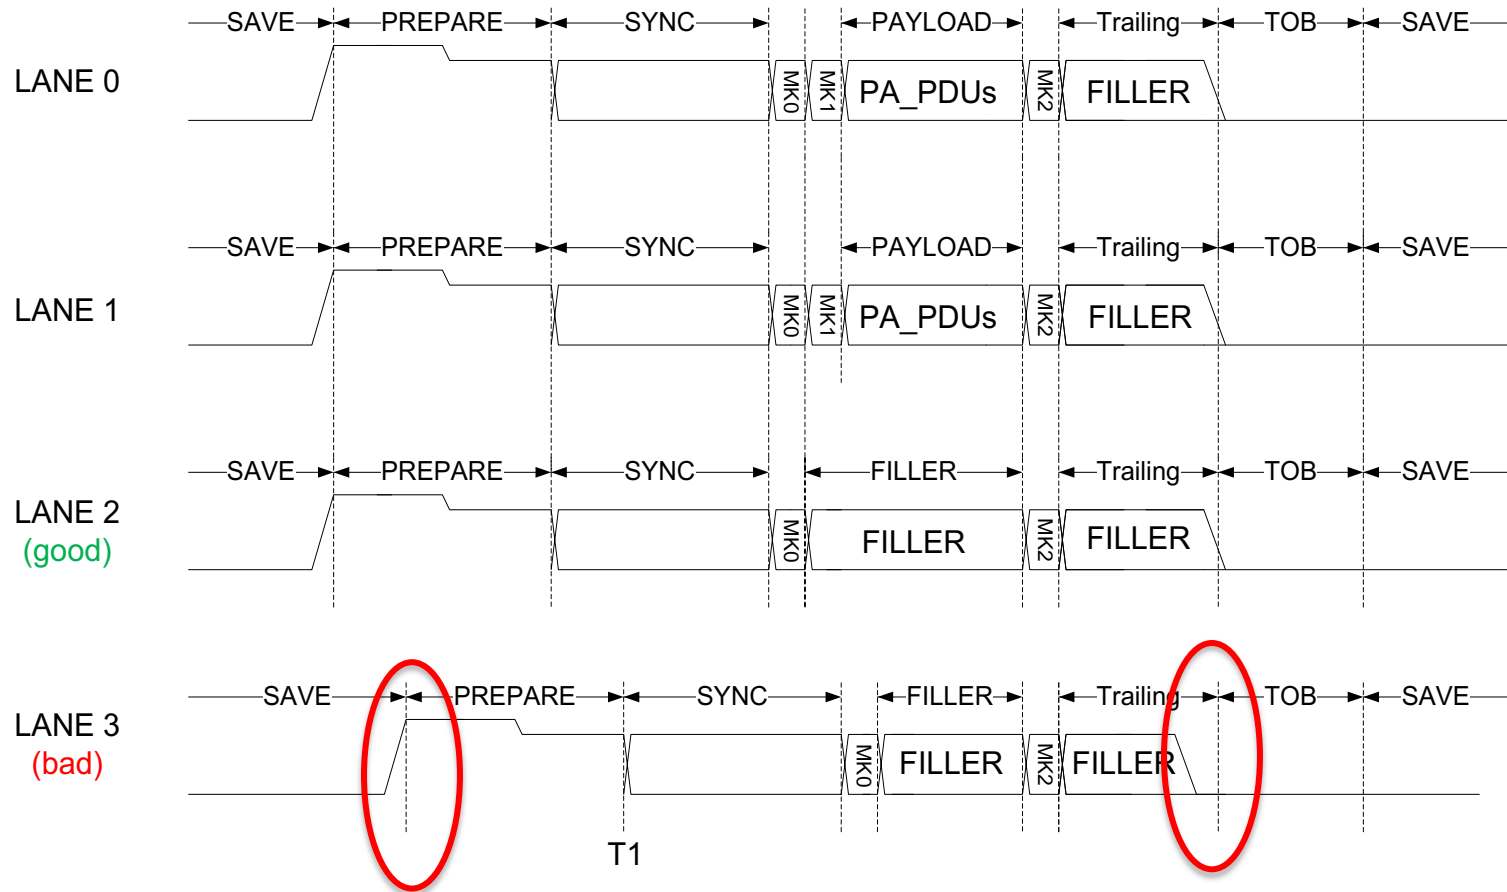 SAVE PREPARE SYNC PAYLOAD Trailing TOB SAVE
LANE 0
MK0 MK1 PA_PDUs MK2 FILLER
SAVE PREPARE SYNC PAYLOAD Trailing TOB SAVE
LANE 1
MK0 MK1 PA_PDUs MK2 FILLER
SAVE PREPARE SYNC FILLER Trailing TOB SAVE
LANE 2
(good)
MK0 FILLER MK2 FILLER
SAVE PREPARE SYNC FILLER Trailing TOB SAVE
LANE 3
(bad)
MK0 FILLER MK2 FILLER
T1